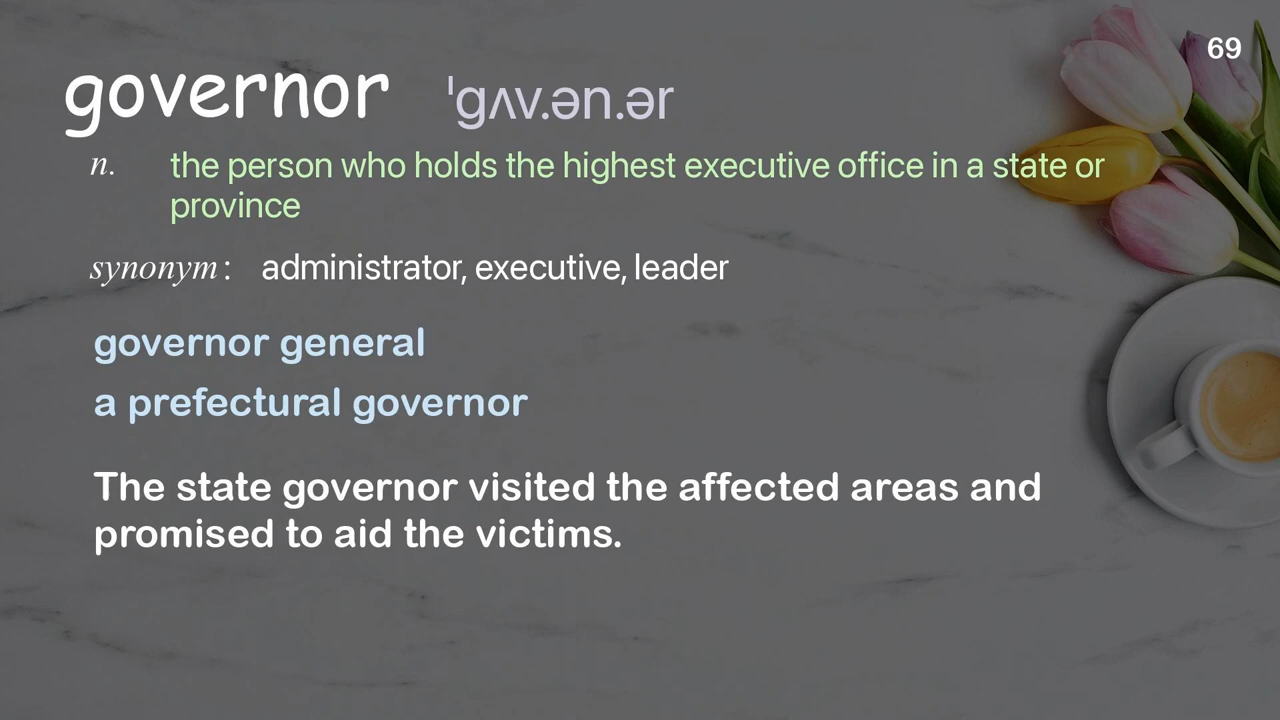 69
governor ˈɡʌv.ən.ər
n. the person who holds the highest executive office in a state or
province
synonym: administrator, executive, leader
governor general
a prefectural governor
The state governor visited the affected areas and
promised to aid the victims.